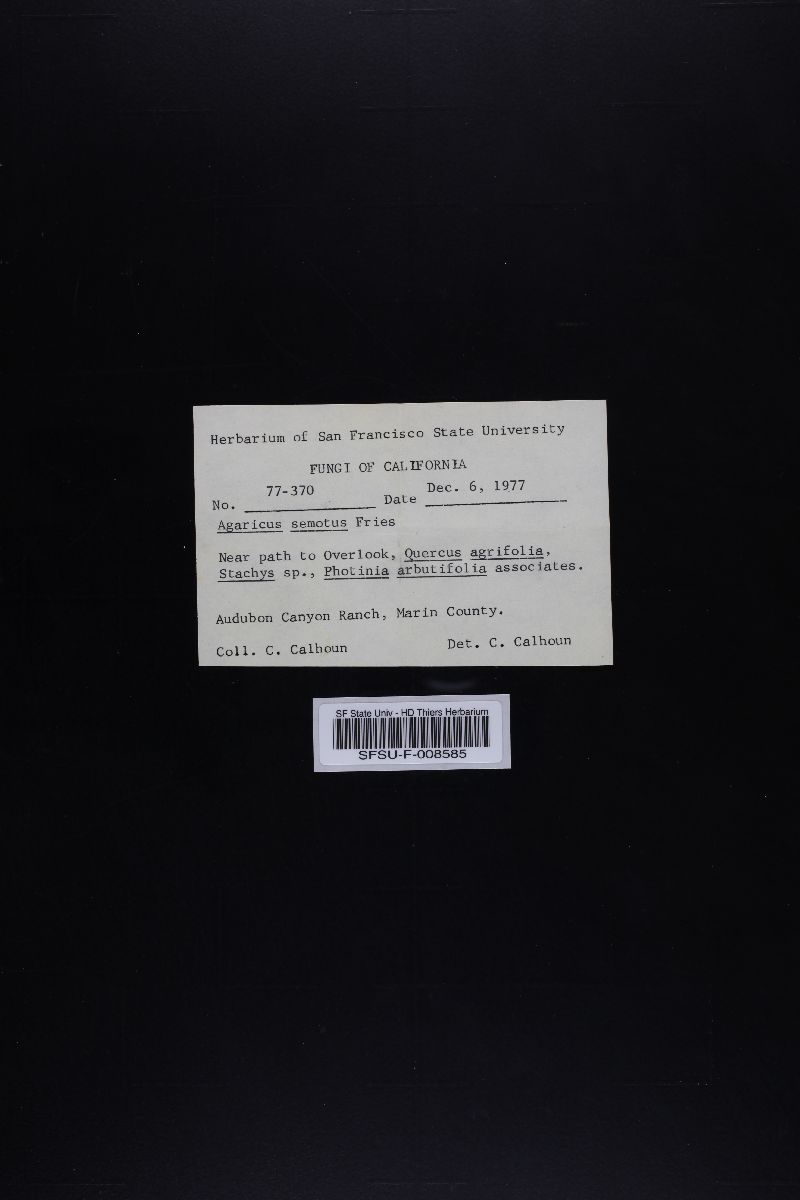 Herbarium of San Francisco State University
FUNGI OF CALIFORNIA
No. 77-370 Date Dec. 6, 1977
Agaricus semotus Fries
Near path to Overlook, Quercus agrifolia,
Stachys sp., Photinia arbutifolia associates.
Audubon Canyon Ranch, Marin County.
Coll. C. Calhoun Det. C. Calhoun
SF State Univ - HD Thiers Herbarium
SFSU-F-008585